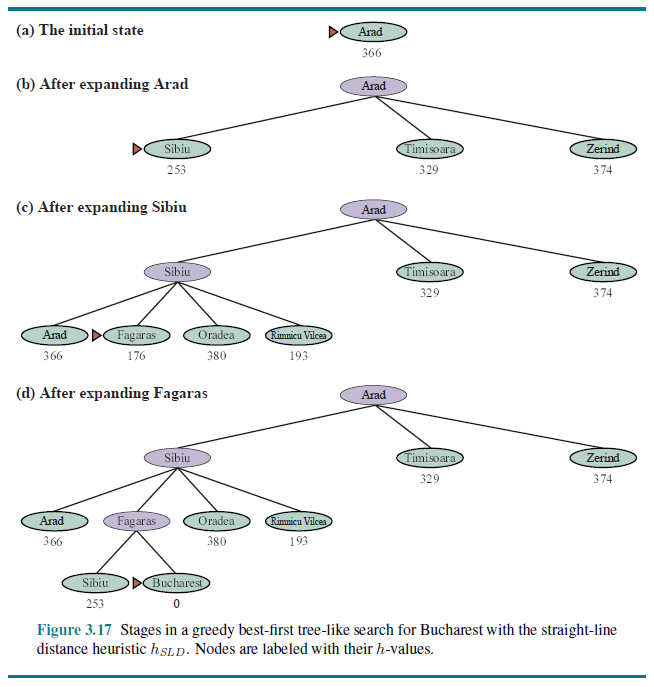 (a) The initial state
Arad
366
(b) After expanding Arad
Arad
Sibiu
Timisoara
Zerind
253
329
374
(c) After expanding Sibiu
Arad
Sibiu
Timisoara
Zerind
329
374
Arad
Fagaras
Oradea
Rimnicu Vilcea
366
176
380
193
(d) After expanding Fagaras
Arad
Sibiu
Timisoara
Zerind
329
374
Arad
Fagaras
Oradea
Rimnicu Vilcea
366
380
193
Sibiu
Bucharest
253
0
Figure 3.17 Stages in a greedy best-first tree-like search for Bucharest with the straight-line
distance heuristic hSLD. Nodes are labeled with their h-values.